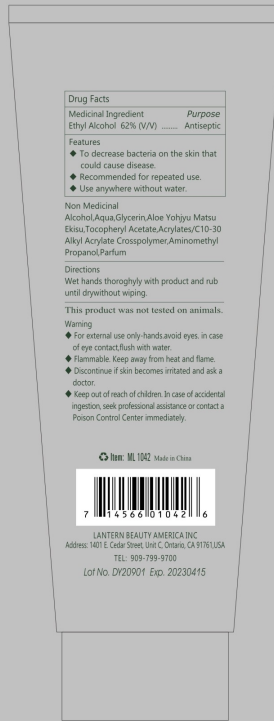 Drug Facts
Medicinal Ingredient Purpose
Ethyl Alcohol 62% (V/V) ........ Antiseptic
Features
◆ To decrease bacteria on the skin that
could cause disease.
◆ Recommended for repeated use.
◆ Use anywhere without water.
Non Medicinal
Alcohol,Aqua,Glycerin,Aloe Yohjyu Matsu
Ekisu,Tocopheryl Acetate,Acrylates/C10-30
Alkyl Acrylate Crosspolymer,Aminomethyl
Propanol,Parfum
Directions
Wet hands thoroghly with product and rub
until drywithout wiping.
This product was not tested on animals.
Warning
◆ For external use only-hands.avoid eyes. in case
of eye contact,flush with water.
◆ Flammable. Keep away from heat and flame.
◆ Discontinue if skin becomes irritated and ask a
doctor.
◆ Keep out of reach of children. In case of accidental
ingestion, seek professional assistance or contact a
Poison Control Center immediately.
Item: ML 1042 Made in China
7 14566 01042 6
LANTERN BEAUTY AMERICA INC
Address: 1401 E. Cedar Street, Unit C, Ontario, CA 91761,USA
TEL: 909-799-9700
Lot No. DY20901 Exp. 20230415